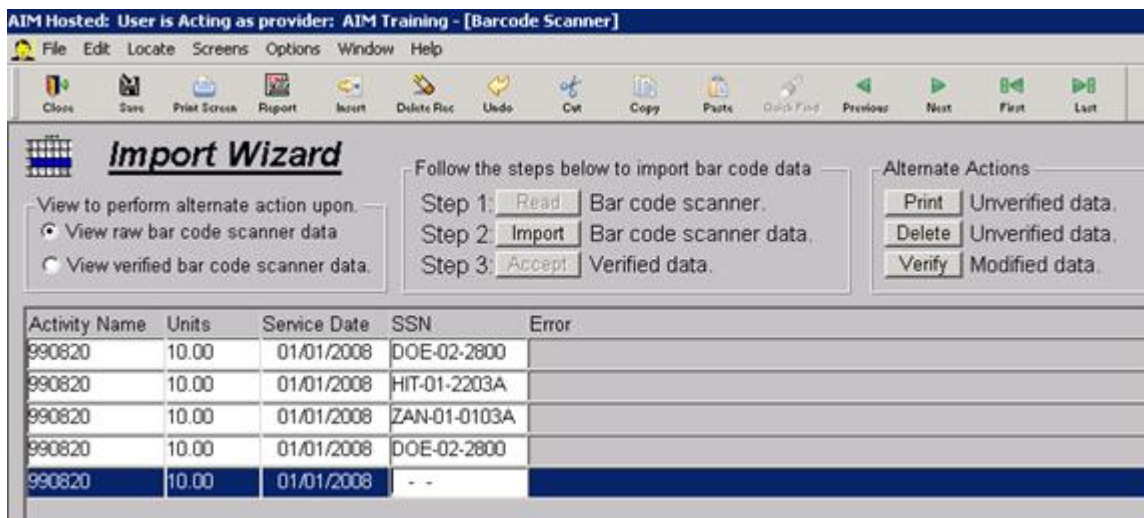 AIM Hosted: User is Acting as provider: AIM Training - [Barcode Scanner]
File Edit Locate Screens Options Window Help
Close Save Print Screen Report Insert Delete Rec Undo Cut Copy Paste Quick Find Previous Next First Last
Import Wizard
View to perform alternate action upon.
View raw bar code scanner data
View verified bar code scanner data.
Follow the steps below to import bar code data
Step 1: Read Bar code scanner.
Step 2: Import Bar code scanner data.
Step 3: Accept Verified data.
Alternate Actions
Print Unverified data.
Delete Unverified data.
Verify Modified data.
Activity Name Units Service Date SSN Error
990820 10.00 01/01/2008 DOE-02-2800
990820 10.00 01/01/2008 HIT-01-2203A
990820 10.00 01/01/2008 ZAN-01-0103A
990820 10.00 01/01/2008 DOE-02-2800
990820 10.00 01/01/2008 - -